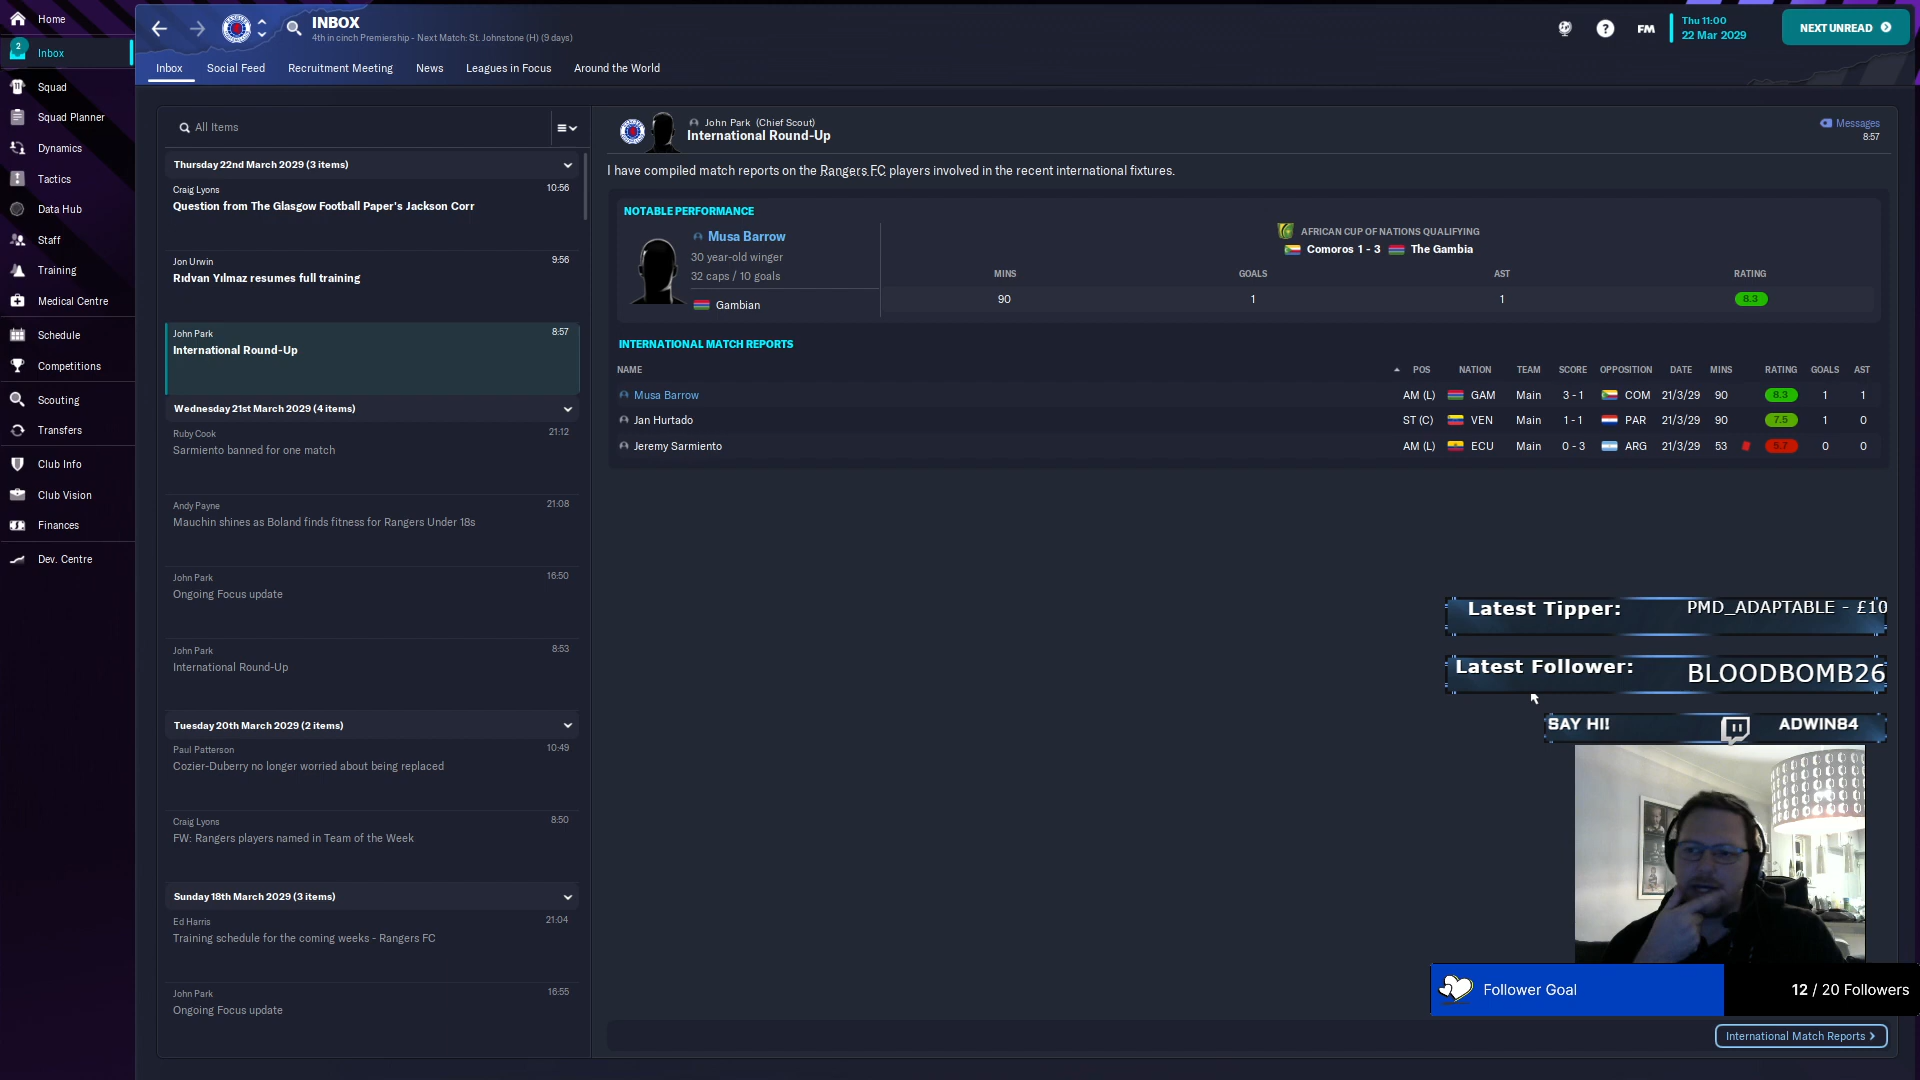 Home
2
Inbox
Squad
Squad Planner
Dynamics
Tactics
Data Hub
Staff
Training
Medical Centre
Schedule
Competitions
Scouting
Transfers
Club Info
Club Vision
Finances
Dev. Centre
INBOX
4th in cinch Premiership - Next Match: St. Johnstone (H) (9 days)
FM
Thu 11:00
22 Mar 2029
NEXT UNREAD
Inbox Social Feed Recruitment Meeting News Leagues in Focus Around the World
All Items
Thursday 22nd March 2029 (3 items)
Craig Lyons 10:56
Question from The Glasgow Football Paper's Jackson Corr
Jon Urwin 9:56
Rıdvan Yılmaz resumes full training
John Park 8:57
International Round-Up
Wednesday 21st March 2029 (4 items)
Ruby Cook 21:12
Sarmiento banned for one match
Andy Payne 21:08
Mauchin shines as Boland finds fitness for Rangers Under 18s
John Park 16:50
Ongoing Focus update
John Park 8:53
International Round-Up
Tuesday 20th March 2029 (2 items)
Paul Patterson 10:49
Cozier-Duberry no longer worried about being replaced
Craig Lyons 8:50
FW: Rangers players named in Team of the Week
Sunday 18th March 2029 (3 items)
Ed Harris 21:04
Training schedule for the coming weeks - Rangers FC
John Park 16:55
Ongoing Focus update
John Park (Chief Scout)
International Round-Up
Messages
8:57
I have compiled match reports on the Rangers FC players involved in the recent international fixtures.
NOTABLE PERFORMANCE
Musa Barrow
30 year-old winger
32 caps / 10 goals
Gambian
AFRICAN CUP OF NATIONS QUALIFYING
Comoros 1 - 3 The Gambia
MINS GOALS AST RATING
90 1 1 8.3
INTERNATIONAL MATCH REPORTS
NAME POS NATION TEAM SCORE OPPOSITION DATE MINS RATING GOALS AST
Musa Barrow AM (L) GAM Main 3 - 1 COM 21/3/29 90 8.3 1 1
Jan Hurtado ST (C) VEN Main 1 - 1 PAR 21/3/29 90 7.5 1 0
Jeremy Sarmiento AM (L) ECU Main 0 - 3 ARG 21/3/29 53 5.7 0 0
Latest Tipper: PMD_ADAPTABLE - £10
Latest Follower: BLOODBOMB26
SAY HI! ADWIN84
Follower Goal 12 / 20 Followers
International Match Reports